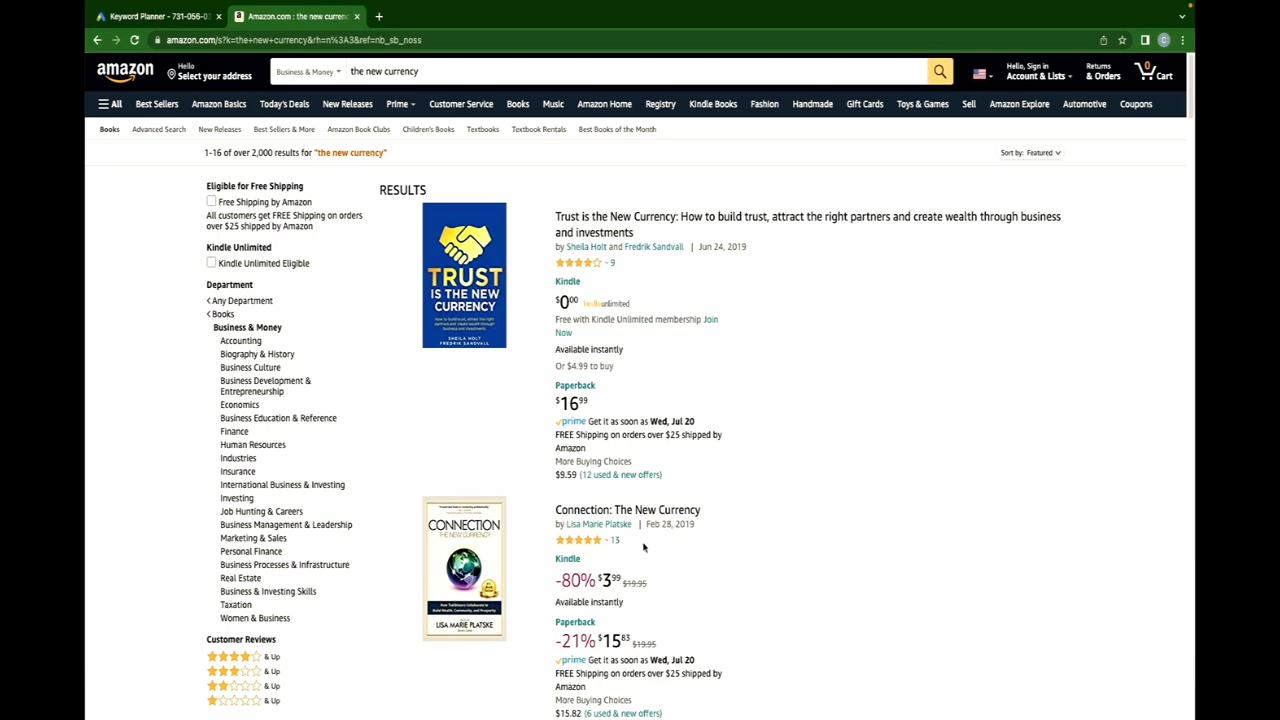 Keyword Planner - 731-056-0
Amazon.com : the new currenc
amazon.com/s?k=the+new+currency&rh=n%3A3&ref=nb_sb_noss
amazon
Hello
Select your address
Business & Money
the new currency
Hello, Sign in
Account & Lists
Returns
& Orders
0
Cart
All
Best Sellers
Amazon Basics
Today's Deals
New Releases
Prime
Customer Service
Books
Music
Amazon Home
Registry
Kindle Books
Fashion
Handmade
Gift Cards
Toys & Games
Sell
Amazon Explore
Automotive
Coupons
Books
Advanced Search
New Releases
Best Sellers & More
Amazon Book Clubs
Children's Books
Textbooks
Textbook Rentals
Best Books of the Month
1-16 of over 2,000 results for "the new currency"
Sort by: Featured
Eligible for Free Shipping
Free Shipping by Amazon
All customers get FREE Shipping on orders
over $25 shipped by Amazon
Kindle Unlimited
Kindle Unlimited Eligible
Department
Any Department
Books
Business & Money
Accounting
Biography & History
Business Culture
Business Development &
Entrepreneurship
Economics
Business Education & Reference
Finance
Human Resources
Industries
Insurance
International Business & Investing
Investing
Job Hunting & Careers
Business Management & Leadership
Marketing & Sales
Personal Finance
Business Processes & Infrastructure
Real Estate
Business & Investing Skills
Taxation
Women & Business
Customer Reviews
& Up
& Up
& Up
& Up
RESULTS
TRUST
IS THE NEW
CURRENCY
How to build trust, attract the right
partners and create wealth through
business and investments
SHEILA HOLT
FREDRIK SANDVALL
Trust is the New Currency: How to build trust, attract the right partners and create wealth through business
and investments
by Sheila Holt and Fredrik Sandvall | Jun 24, 2019
9
Kindle
$0.00 kindleunlimited
Free with Kindle Unlimited membership Join
Now
Available instantly
Or $4.99 to buy
Paperback
$16.99
prime Get it as soon as Wed, Jul 20
FREE Shipping on orders over $25 shipped by
Amazon
More Buying Choices
$9.59 (12 used & new offers)
CONNECTION
THE NEW CURRENCY
How Trailblazers Collaborate to
Build Wealth, Community, and Prosperity
LISA MARIE PLATSKE
Connection: The New Currency
by Lisa Marie Platske | Feb 28, 2019
13
Kindle
-80% $3.99 $19.95
Available instantly
Paperback
-21% $15.83 $19.95
prime Get it as soon as Wed, Jul 20
FREE Shipping on orders over $25 shipped by
Amazon
More Buying Choices
$15.82 (6 used & new offers)